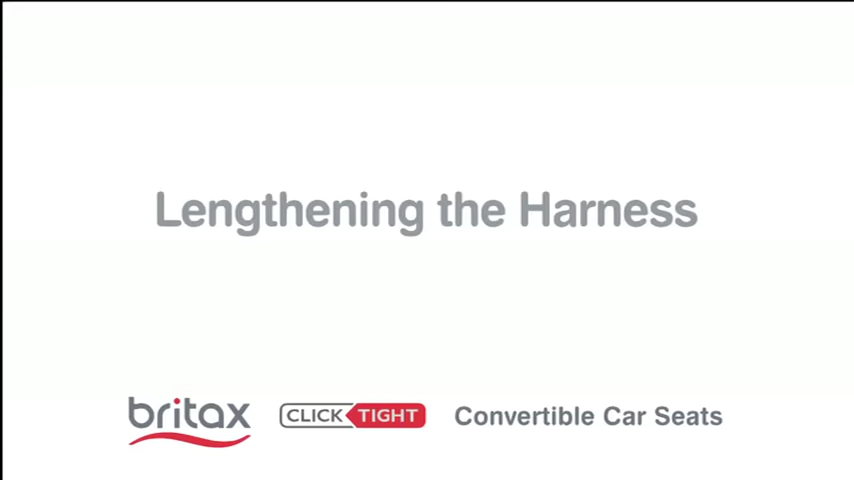 Lengthening the Harness
britax CLICK TIGHT Convertible Car Seats